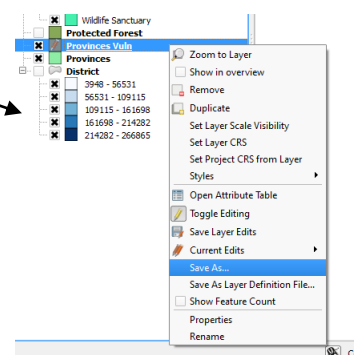 Wildlife Sanctuary
Protected Forest
Provinces Vuln
Provinces
District
3948 - 56531
56531 - 109115
109115 - 161698
161698 - 214282
214282 - 266865
Zoom to Layer
Show in overview
Remove
Duplicate
Set Layer Scale Visibility
Set Layer CRS
Set Project CRS from Layer
Styles
Open Attribute Table
Toggle Editing
Save Layer Edits
Current Edits
Save As...
Save As Layer Definition File...
Show Feature Count
Properties
Rename